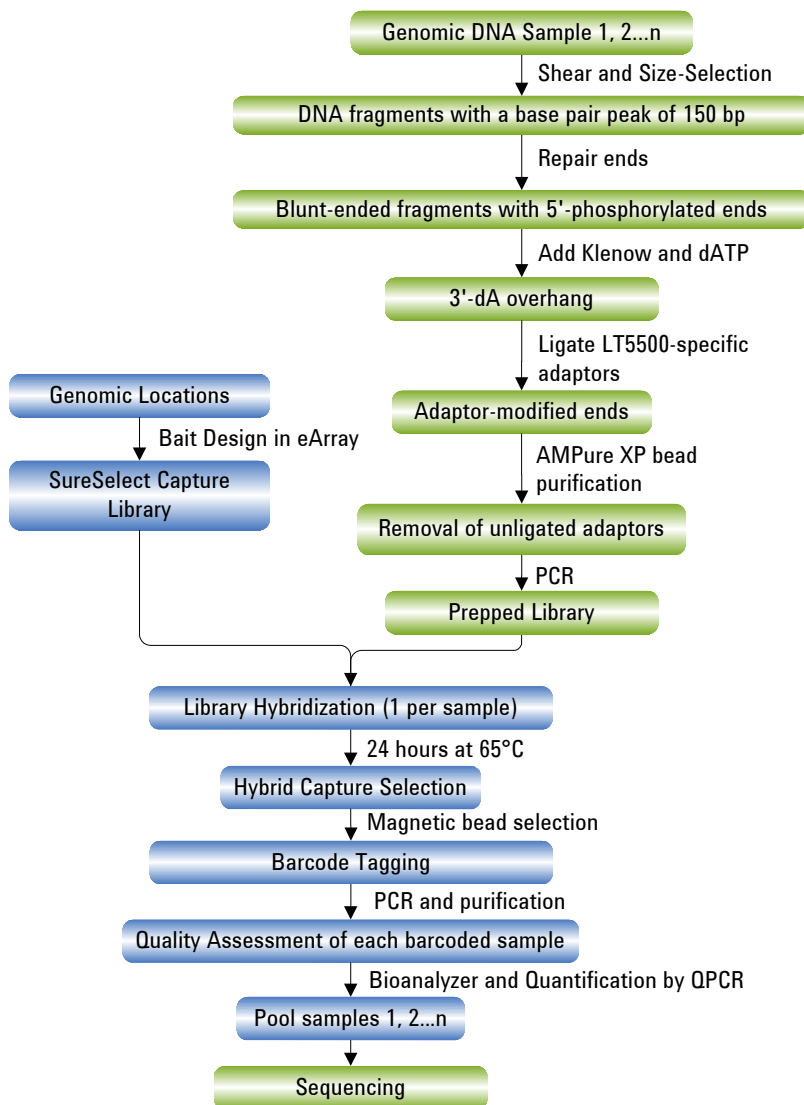 Genomic DNA Sample 1, 2...n
Shear and Size-Selection
DNA fragments with a base pair peak of 150 bp
Repair ends
Blunt-ended fragments with 5'-phosphorylated ends
Add Klenow and dATP
3'-dA overhang
Ligate LT5500-specific
adaptors
Adaptor-modified ends
AMPure XP bead
purification
Removal of unligated adaptors
PCR
Prepped Library
Genomic Locations
Bait Design in eArray
SureSelect Capture
Library
Library Hybridization (1 per sample)
24 hours at 65°C
Hybrid Capture Selection
Magnetic bead selection
Barcode Tagging
PCR and purification
Quality Assessment of each barcoded sample
Bioanalyzer and Quantification by QPCR
Pool samples 1, 2...n
Sequencing